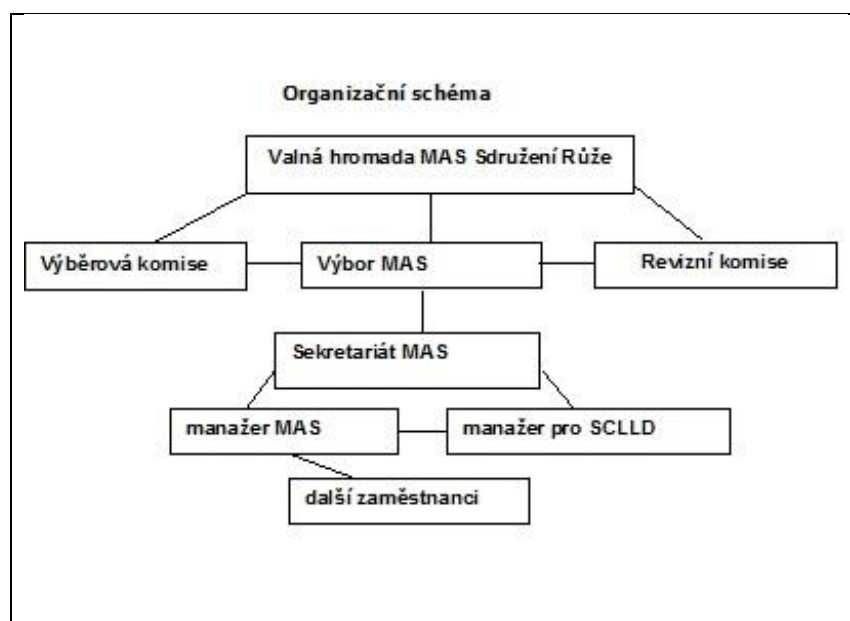 Organizační schéma
Valná hromada MAS Sdružení Růže
Výběrová komise
Výbor MAS
Revizní komise
Sekretariát MAS
manažer MAS
manažer pro SCLLD
další zaměstnanci